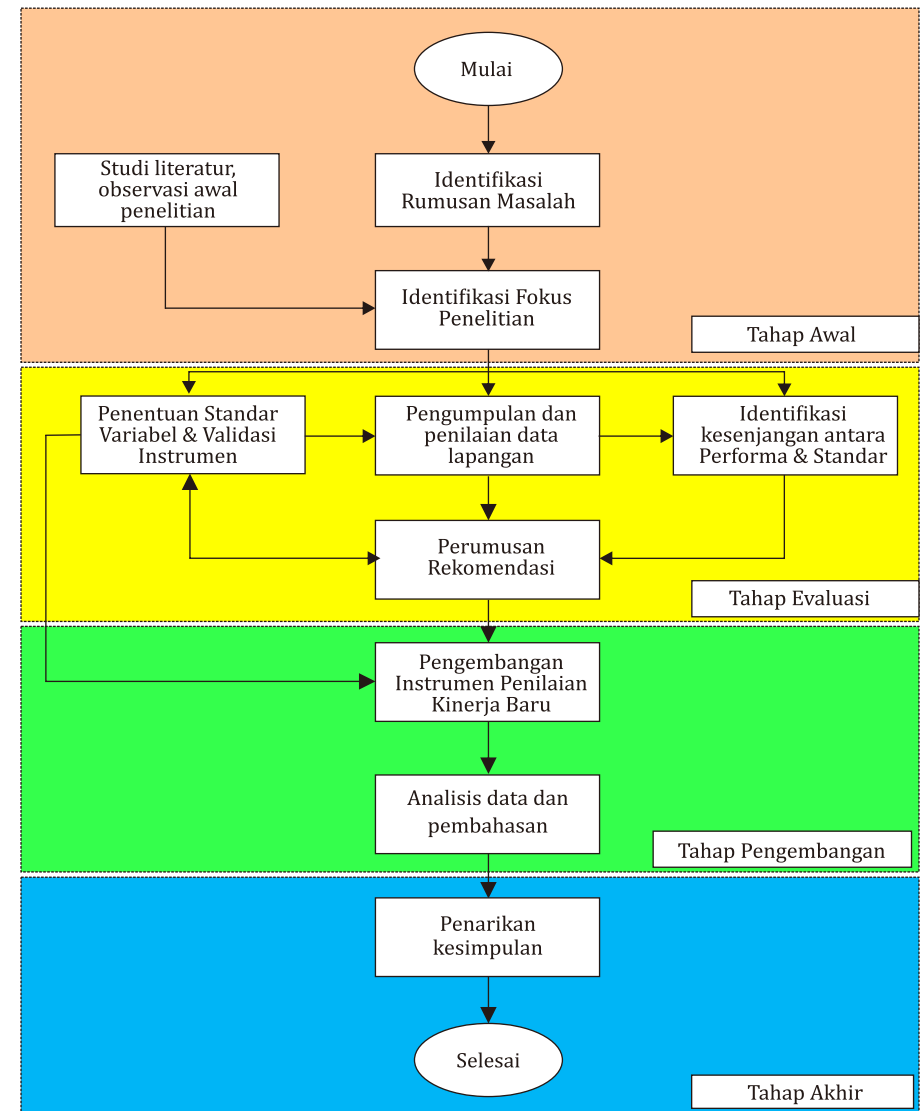 Mulai
Studi literatur,
observasi awal
penelitian
Identifikasi
Rumusan Masalah
Identifikasi Fokus
Penelitian
Tahap Awal
Penentuan Standar
Variabel & Validasi
Instrumen
Pengumpulan dan
penilaian data
lapangan
Identifikasi
kesenjangan antara
Performa & Standar
Perumusan
Rekomendasi
Tahap Evaluasi
Pengembangan
Instrumen Penilaian
Kinerja Baru
Analisis data dan
pembahasan
Tahap Pengembangan
Penarikan
kesimpulan
Selesai
Tahap Akhir